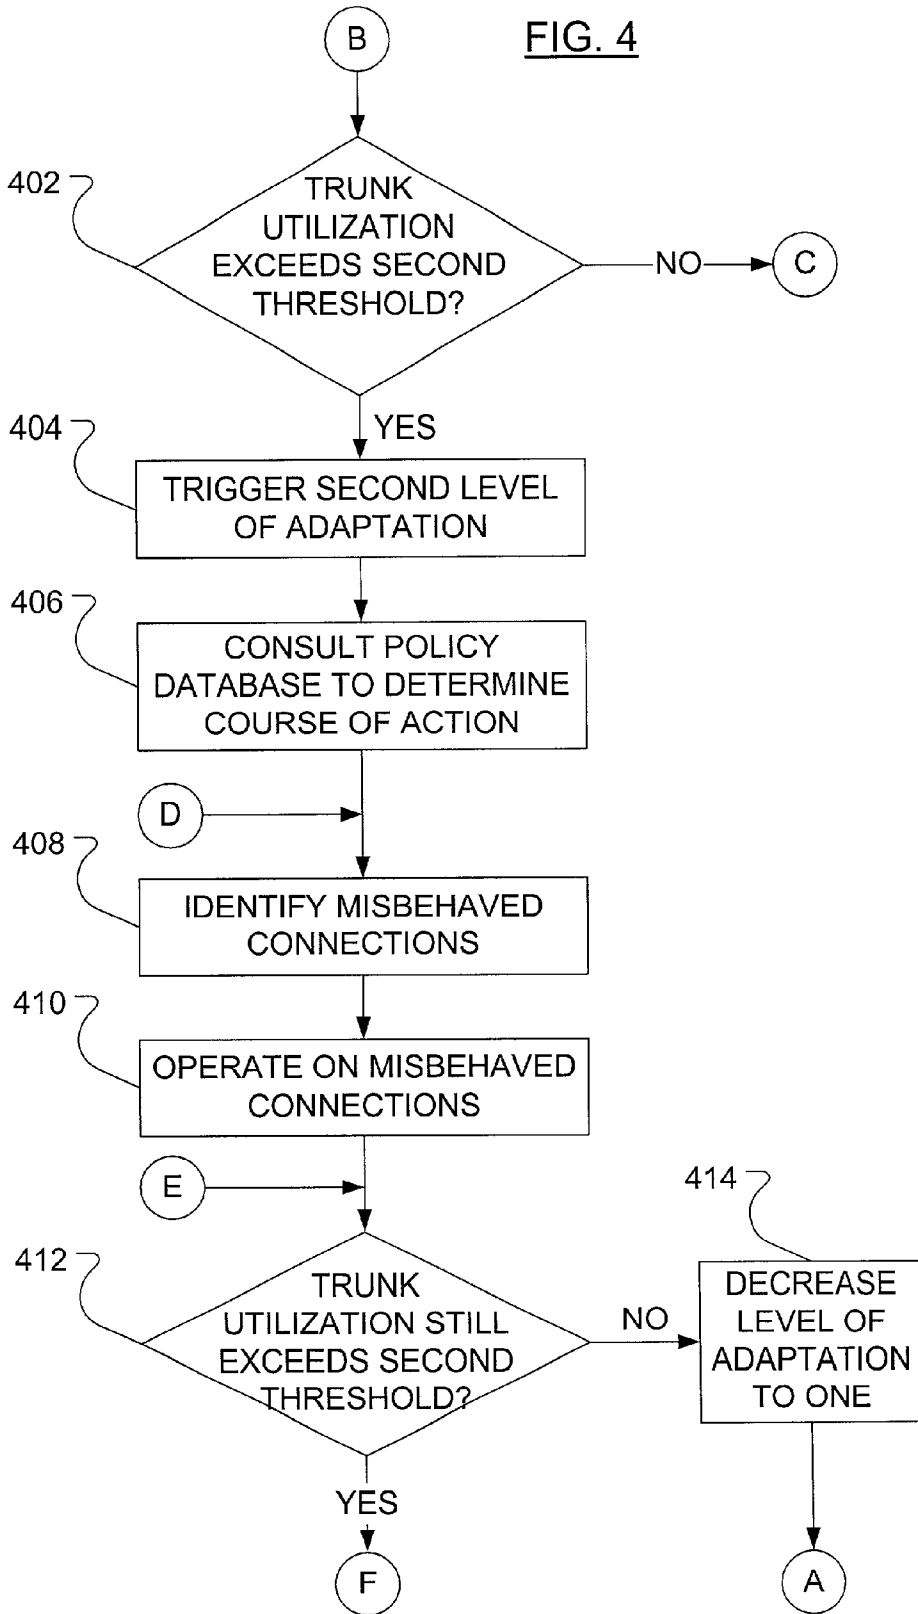 B
FIG. 4
402
TRUNK
UTILIZATION
EXCEEDS SECOND
THRESHOLD?
NO
C
YES
404
TRIGGER SECOND LEVEL
OF ADAPTATION
406
CONSULT POLICY
DATABASE TO DETERMINE
COURSE OF ACTION
D
408
IDENTIFY MISBEHAVED
CONNECTIONS
410
OPERATE ON MISBEHAVED
CONNECTIONS
E
412
TRUNK
UTILIZATION STILL
EXCEEDS SECOND
THRESHOLD?
NO
414
DECREASE
LEVEL OF
ADAPTATION
TO ONE
YES
F
A